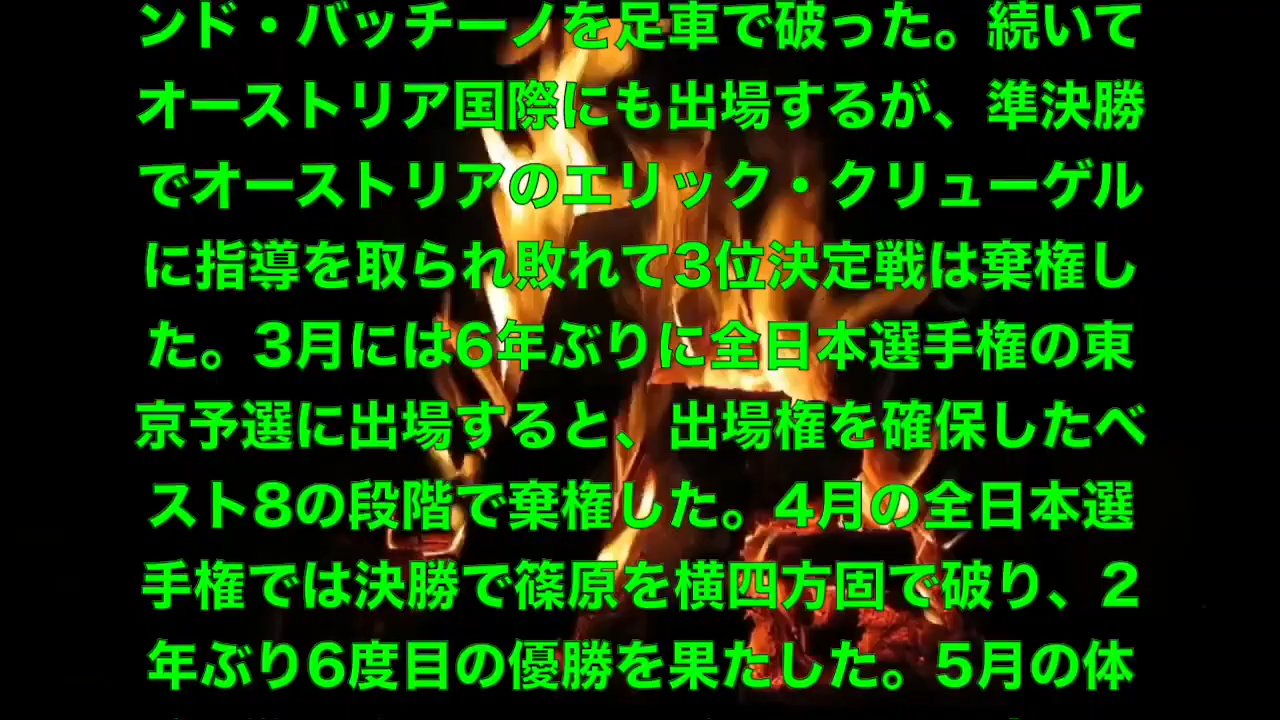 ンド・バッチーノを足車で破った。続いて
オーストリア国際にも出場するが、準決勝
でオーストリアのエリック・クリューゲル
に指導を取られ敗れて3位決定戦は棄権し
た。3月には6年ぶりに全日本選手権の東
京予選に出場すると、出場権を確保したベ
スト8の段階で棄権した。4月の全日本選
手権では決勝で篠原を横四方固で破り、2
年ぶり6度目の優勝を果たした。5月の体